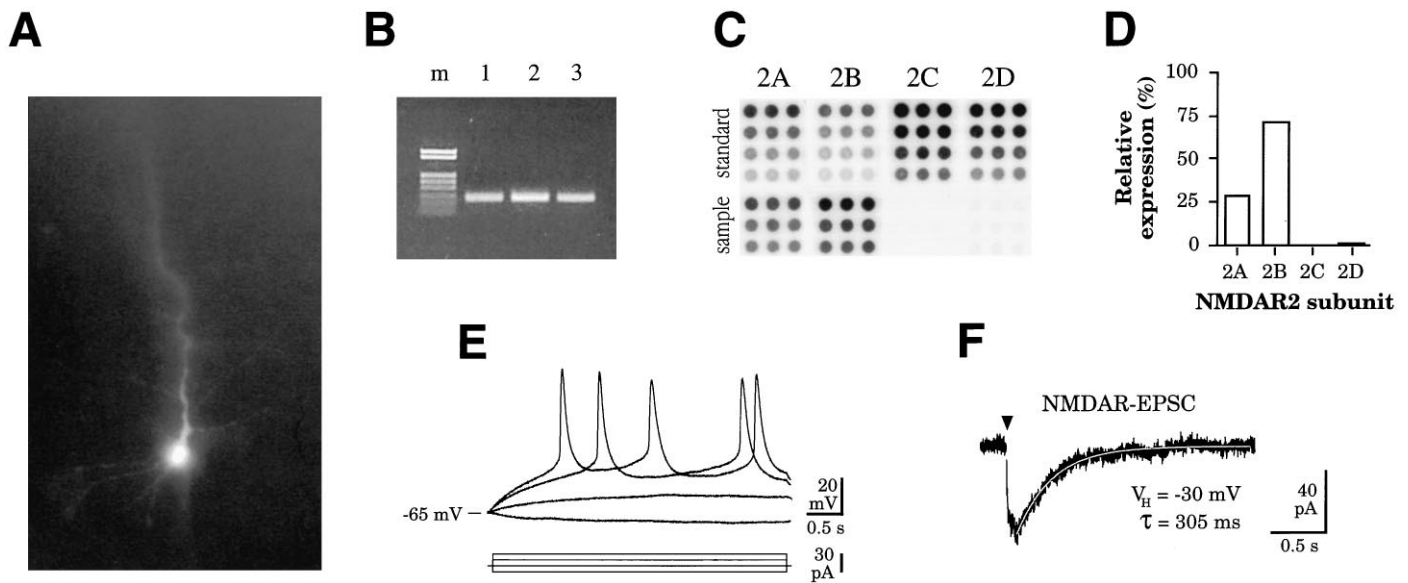 A
B
m 1 2 3
C
2A 2B 2C 2D
standard
sample
D
Relative
expression (%)
100
75
50
25
0
2A 2B 2C 2D
NMDAR2 subunit
E
-65 mV
20
mV
0.5 s
30
pA
F
NMDAR-EPSC
V_H = -30 mV
τ = 305 ms
40
pA
0.5 s